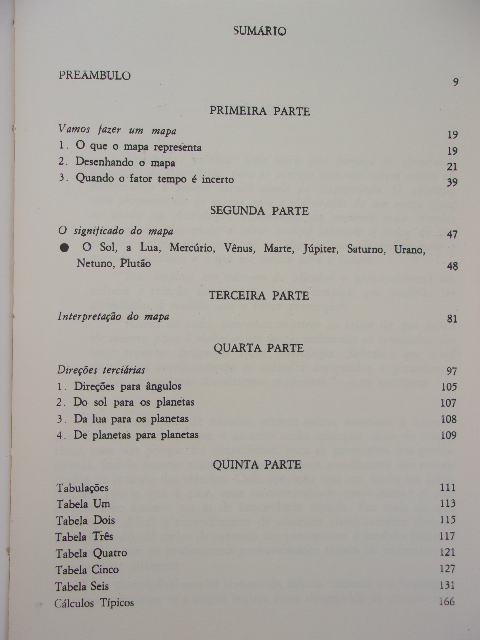 SUMÁRIO
PREÂMBULO 9
PRIMEIRA PARTE
Vamos fazer um mapa 19
1. O que o mapa representa 19
2. Desenhando o mapa 21
3. Quando o fator tempo é incerto 39
SEGUNDA PARTE
O significado do mapa 47
● O Sol, a Lua, Mercúrio, Vênus, Marte, Júpiter, Saturno, Urano,
Netuno, Plutão 48
TERCEIRA PARTE
Interpretação do mapa 81
QUARTA PARTE
Direções terciárias 97
1. Direções para ângulos 105
2. Do sol para os planetas 107
3. Da lua para os planetas 108
4. De planetas para planetas 109
QUINTA PARTE
Tabulações 111
Tabela Um 113
Tabela Dois 115
Tabela Três 117
Tabela Quatro 121
Tabela Cinco 127
Tabela Seis 131
Cálculos Típicos 166